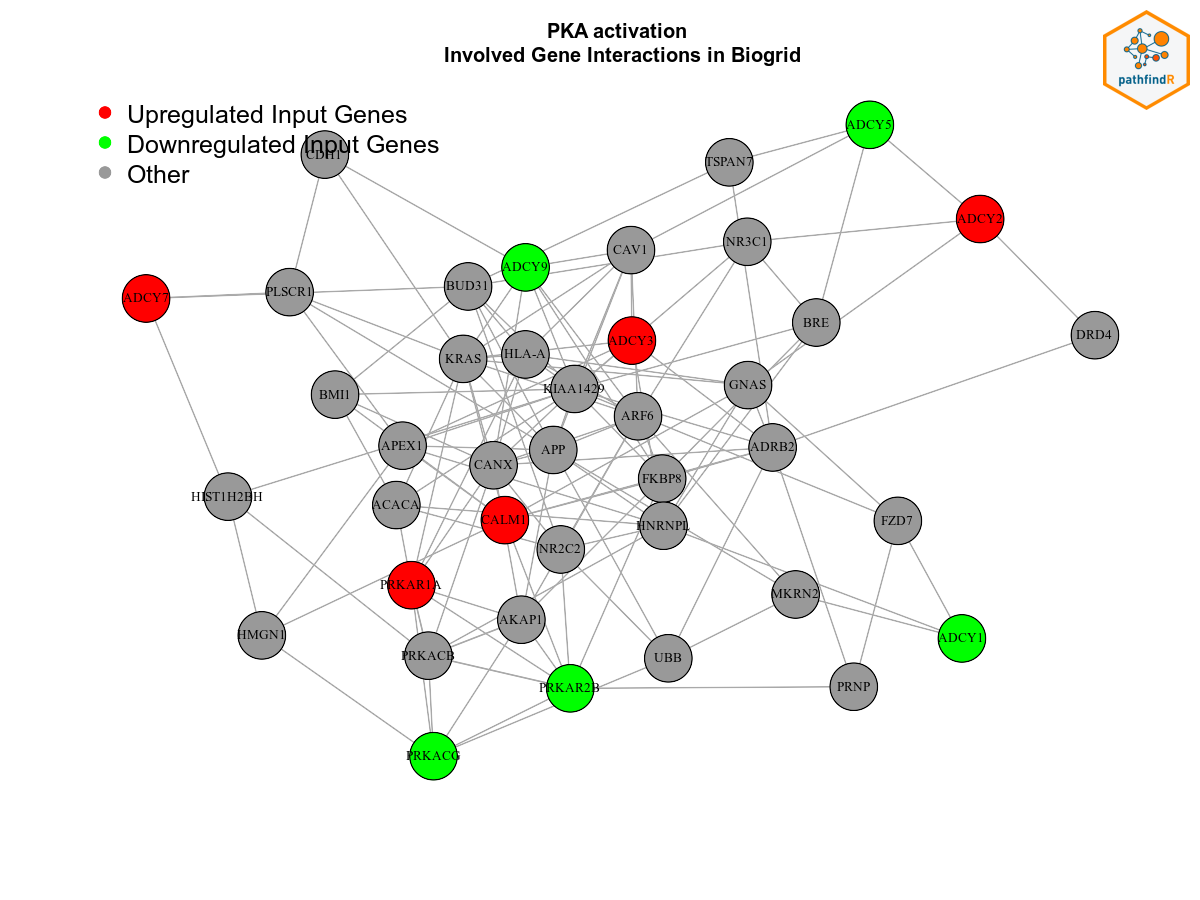 PKA activation
Involved Gene Interactions in Biogrid
pathfindR
Upregulated Input Genes
Downregulated Input Genes
Other
CDH1
ADCY5
TSPAN7
ADCY2
NR3C1
CAV1
ADCY9
BUD31
PLSCR1
ADCY7
BRE
DRD4
ADCY3
HLA-A
KRAS
GNAS
KIAA1429
BMI1
ARF6
APEX1
ADRB2
APP
CANX
FKBP8
HIST1H2BH
ACACA
CALM1
FZD7
HNRNPL
NR2C2
PRKAR1A
MKRN2
AKAP1
HMGN1
ADCY1
PRKACB
UBB
PRKAR2B
PRNP
PRKACG